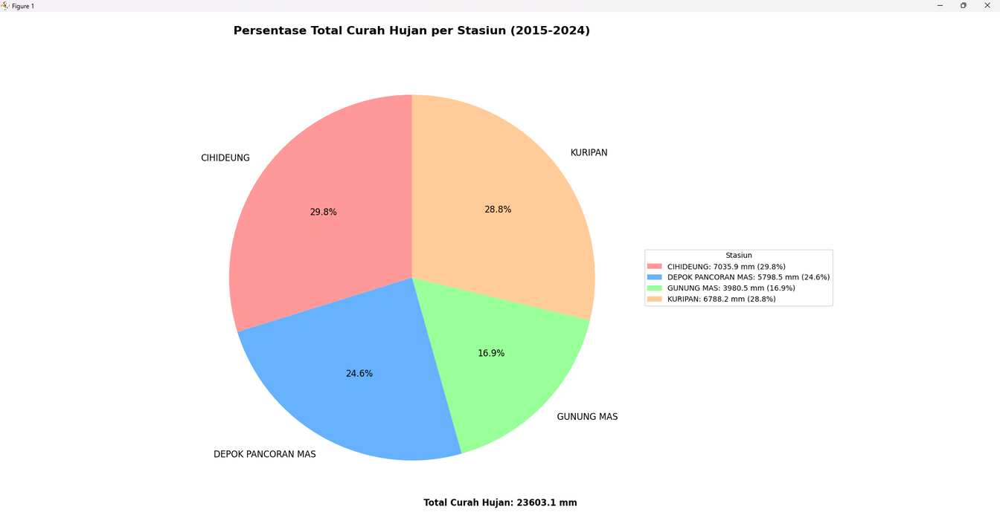 Figure 1
Persentase Total Curah Hujan per Stasiun (2015-2024)
KURIPAN
CIHIDEUNG
28.8%
29.8%
Stasiun
CIHIDEUNG: 7035.9 mm (29.8%)
DEPOK PANCORAN MAS: 5798.5 mm (24.6%)
GUNUNG MAS: 3980.5 mm (16.9%)
KURIPAN: 6788.2 mm (28.8%)
16.9%
24.6%
GUNUNG MAS
DEPOK PANCORAN MAS
Total Curah Hujan: 23603.1 mm